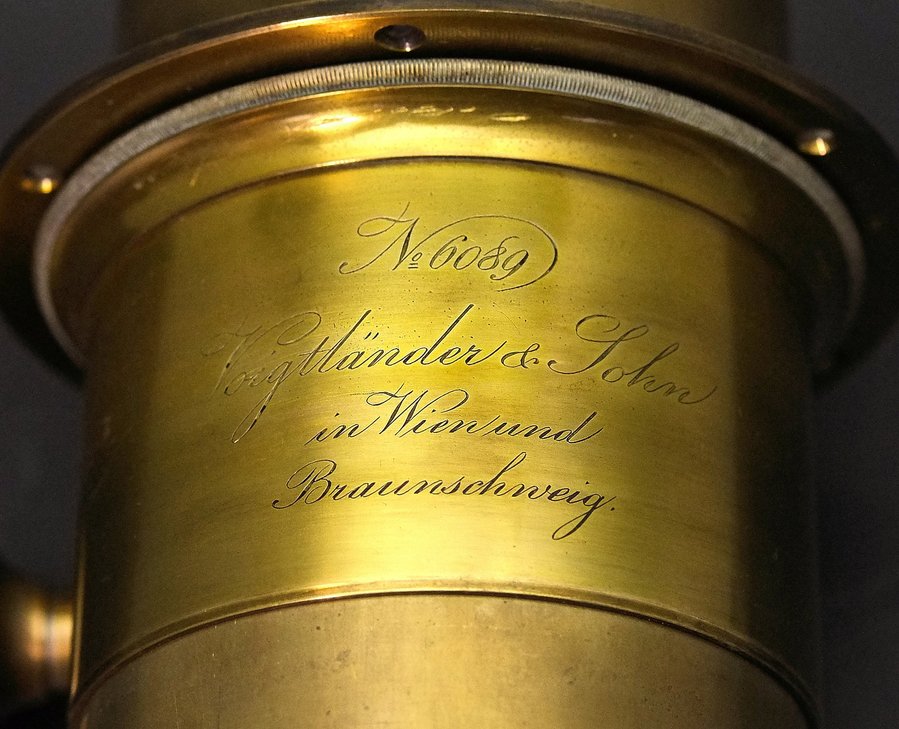 № 6089
Voigtländer & Sohn
in Wien und
Braunschweig.